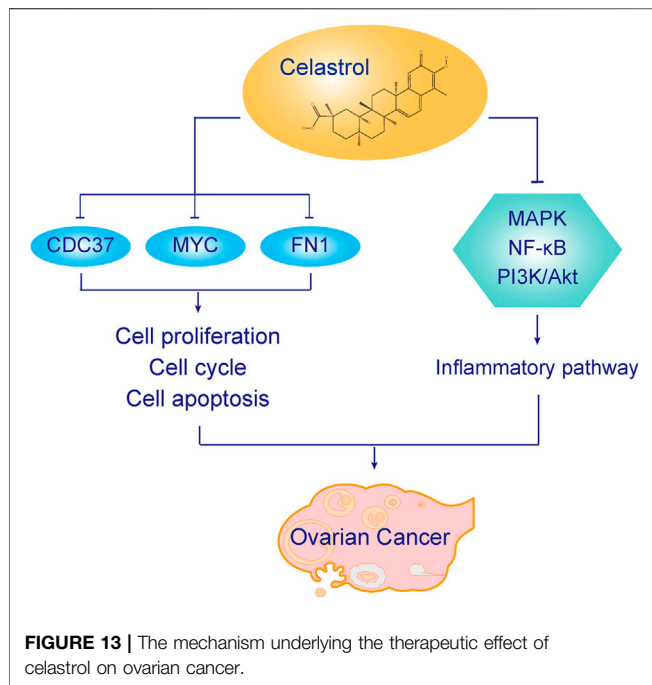 Celastrol
CDC37
MYC
FN1
MAPK
NF-κB
PI3K/Akt
Cell proliferation
Cell cycle
Cell apoptosis
Inflammatory pathway
Ovarian Cancer
FIGURE 13 | The mechanism underlying the therapeutic effect of
celastrol on ovarian cancer.